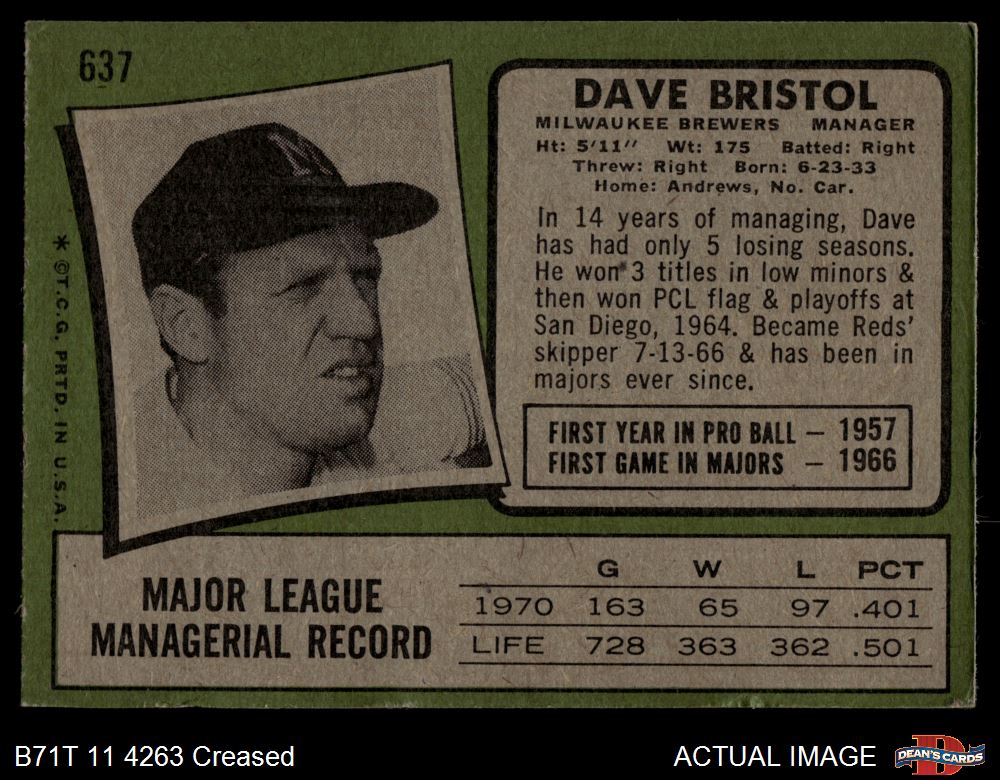 637
* ©T.C.G. PRTD. IN U.S.A.
DAVE BRISTOL
MILWAUKEE BREWERS MANAGER
Ht: 5'11" Wt: 175 Batted: Right
Threw: Right Born: 6-23-33
Home: Andrews, No. Car.
In 14 years of managing, Dave
has had only 5 losing seasons.
He won 3 titles in low minors &
then won PCL flag & playoffs at
San Diego, 1964. Became Reds'
skipper 7-13-66 & has been in
majors ever since.
FIRST YEAR IN PRO BALL — 1957
FIRST GAME IN MAJORS — 1966
MAJOR LEAGUE
MANAGERIAL RECORD
G W L PCT
1970 163 65 97 .401
LIFE 728 363 362 .501
B71T 11 4263 Creased
ACTUAL IMAGE
DEAN'S CARDS